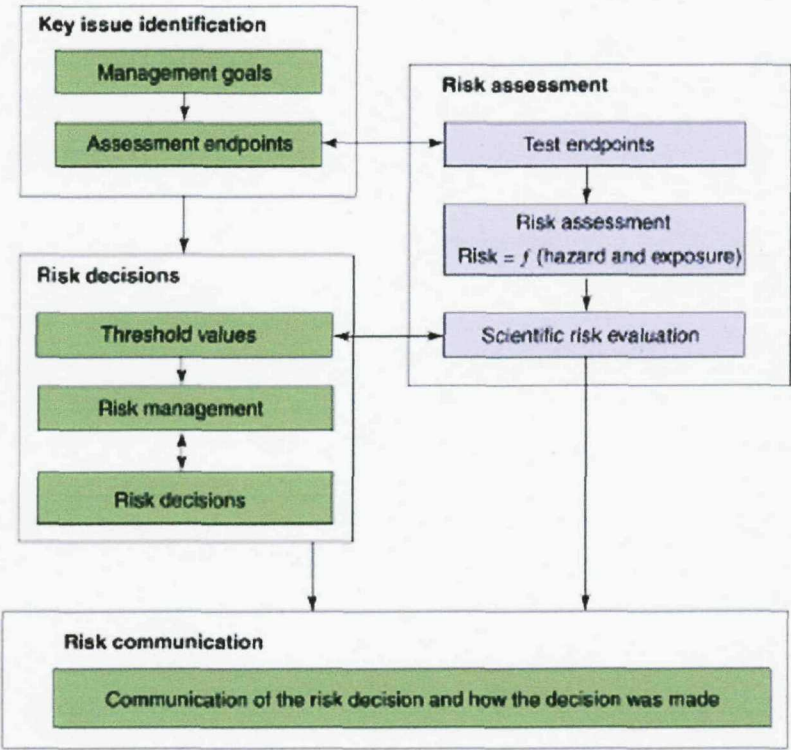 Key issue identification
Management goals
Assessment endpoints
Risk assessment
Test endpoints
Risk assessment
Risk = f (hazard and exposure)
Scientific risk evaluation
Risk decisions
Threshold values
Risk management
Risk decisions
Risk communication
Communication of the risk decision and how the decision was made